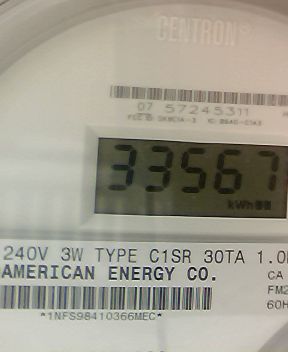 CENTRON®
07 57245311
33567
kWh
240V 3W TYPE C1SR 30TA 1.0
AMERICAN ENERGY CO.
CA
FM2
60H
*1NFS98410366MEC*